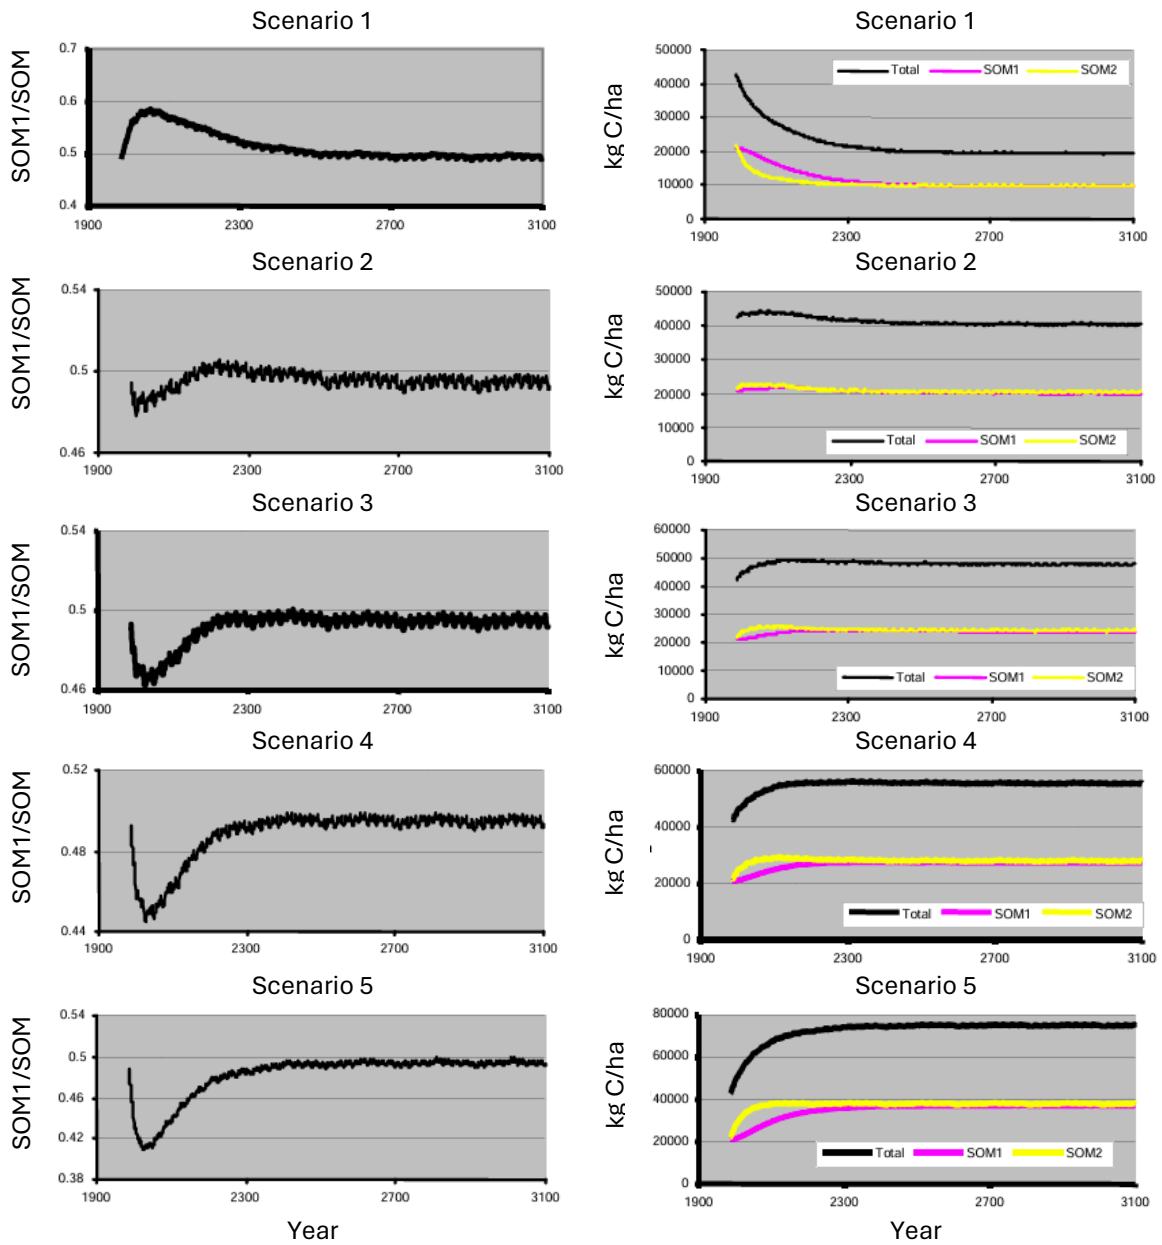 Scenario 1
SOM1/SOM
0.7
0.6
0.5
0.4
1900 2300 2700 3100
Scenario 1
kg C/ha
50000
40000
30000
20000
10000
0
Total SOM1 SOM2
1900 2300 2700 3100
Scenario 2
SOM1/SOM
0.54
0.5
0.46
1900 2300 2700 3100
Scenario 2
kg C/ha
50000
40000
30000
20000
10000
0
Total SOM1 SOM2
1900 2300 2700 3100
Scenario 3
SOM1/SOM
0.54
0.5
0.46
1900 2300 2700 3100
Scenario 3
kg C/ha
60000
50000
40000
30000
20000
10000
0
Total SOM1 SOM2
1900 2300 2700 3100
Scenario 4
SOM1/SOM
0.52
0.48
0.44
1900 2300 2700 3100
Scenario 4
kg C/ha
60000
40000
20000
0
Total SOM1 SOM2
1900 2300 2700 3100
Scenario 5
SOM1/SOM
0.54
0.5
0.46
0.42
0.38
1900 2300 2700 3100
Year
Scenario 5
kg C/ha
80000
60000
40000
20000
0
Total SOM1 SOM2
1900 2300 2700 3100
Year